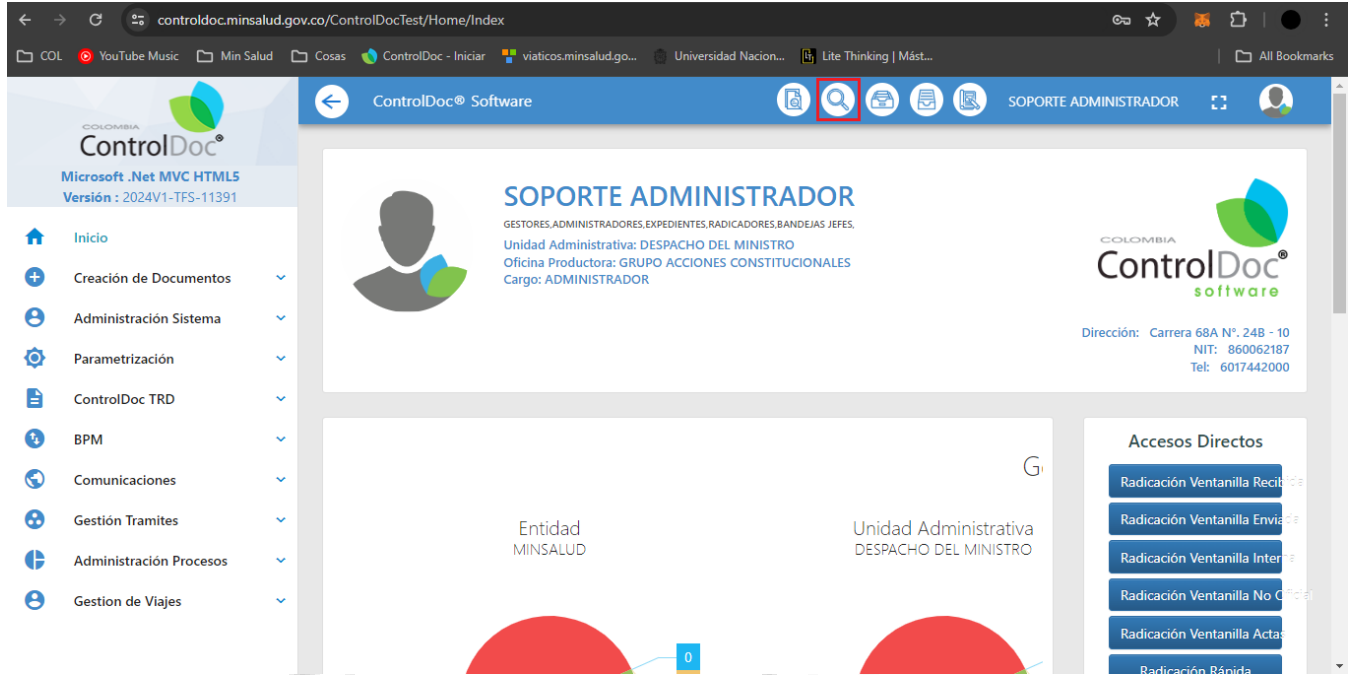 controldoc.minsalud.gov.co/ControlDocTest/Home/Index
COL
YouTube Music
Min Salud
Cosas
ControlDoc - Iniciar
viaticos.minsalud.go...
Universidad Nacion...
Lite Thinking | Mást...
All Bookmarks
COLOMBIA
ControlDoc®
Microsoft .Net MVC HTML5
Versión : 2024V1-TFS-11391
Inicio
Creación de Documentos
Administración Sistema
Parametrización
ControlDoc TRD
BPM
Comunicaciones
Gestión Tramites
Administración Procesos
Gestion de Viajes
ControlDoc® Software
SOPORTE ADMINISTRADOR
SOPORTE ADMINISTRADOR
GESTORES,ADMINISTRADORES,EXPEDIENTES,RADICADORES,BANDEJAS JEFES,
Unidad Administrativa: DESPACHO DEL MINISTRO
Oficina Productora: GRUPO ACCIONES CONSTITUCIONALES
Cargo: ADMINISTRADOR
COLOMBIA
ControlDoc®
software
Dirección: Carrera 68A N°. 24B - 10
NIT: 860062187
Tel: 6017442000
Entidad
MINSALUD
Unidad Administrativa
DESPACHO DEL MINISTRO
0
Accesos Directos
Radicación Ventanilla Recibida
Radicación Ventanilla Enviada
Radicación Ventanilla Interna
Radicación Ventanilla No Oficial
Radicación Ventanilla Actas
Radicación Rápida